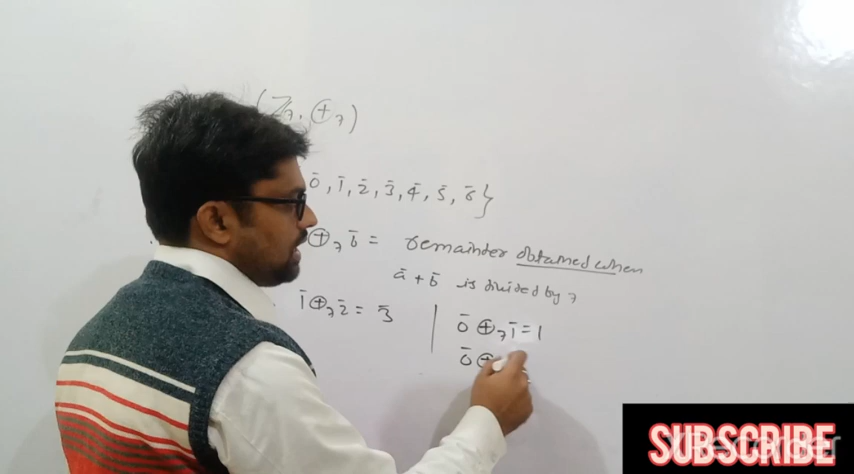 (Z₇, ⊕₇)
0̄, 1̄, 2̄, 3̄, 4̄, 5̄, 6̄}
⊕₇ b̄ = remainder obtained when
ā + b̄ is divided by 7
1̄ ⊕₇ 2̄ = 3̄
0̄ ⊕₇ 1̄ = 1
0̄ ⊕
SUBSCRIBE